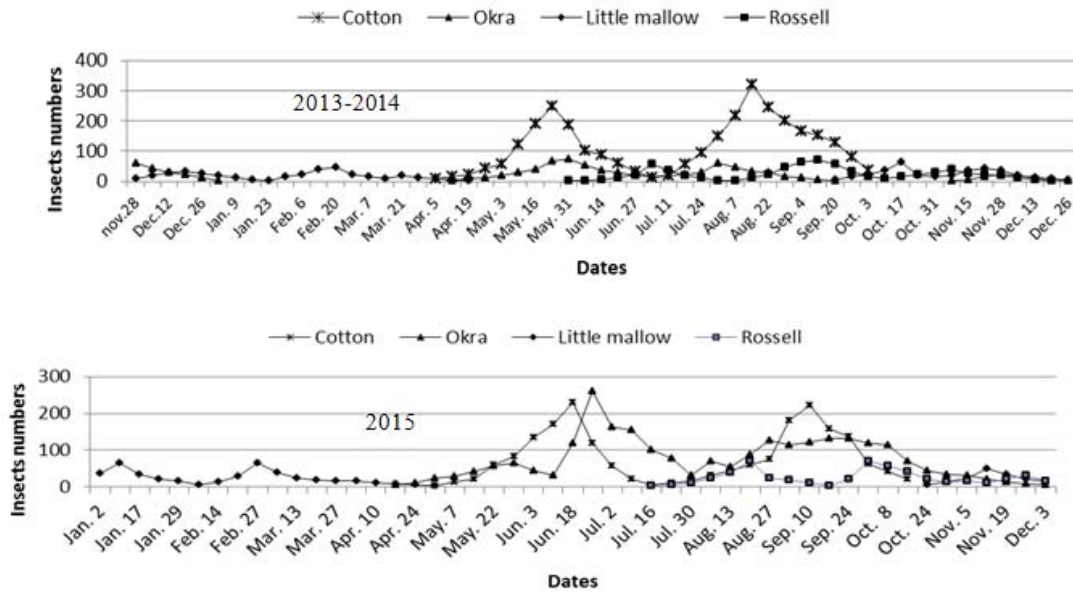 Cotton Okra Little mallow Rossell
Insects numbers
400
300
200
100
0
2013-2014
nov.28 Dec.12 Dec. 26 Jan. 9 Jan. 23 Feb. 6 Feb. 20 Mar. 7 Mar. 21 Apr. 5 Apr. 19 May. 3 May. 16 May. 31 Jun. 14 Jun. 27 Jul. 11 Jul. 24 Aug. 7 Aug. 22 Sep. 4 Sep. 20 Oct. 3 Oct. 17 Oct. 31 Nov. 15 Nov. 28 Dec. 13 Dec. 26
Dates
Cotton Okra Little mallow Rossell
Insects numbers
300
200
100
0
2015
Jan. 2 Jan. 17 Jan. 29 Feb. 14 Feb. 27 Mar. 13 Mar. 27 Apr. 10 Apr. 24 May. 7 May. 22 Jun. 3 Jun. 18 Jul. 2 Jul. 16 Jul. 30 Aug. 13 Aug. 27 Sep. 10 Sep. 24 Oct. 8 Oct. 24 Nov. 5 Nov. 19 Dec. 3
Dates